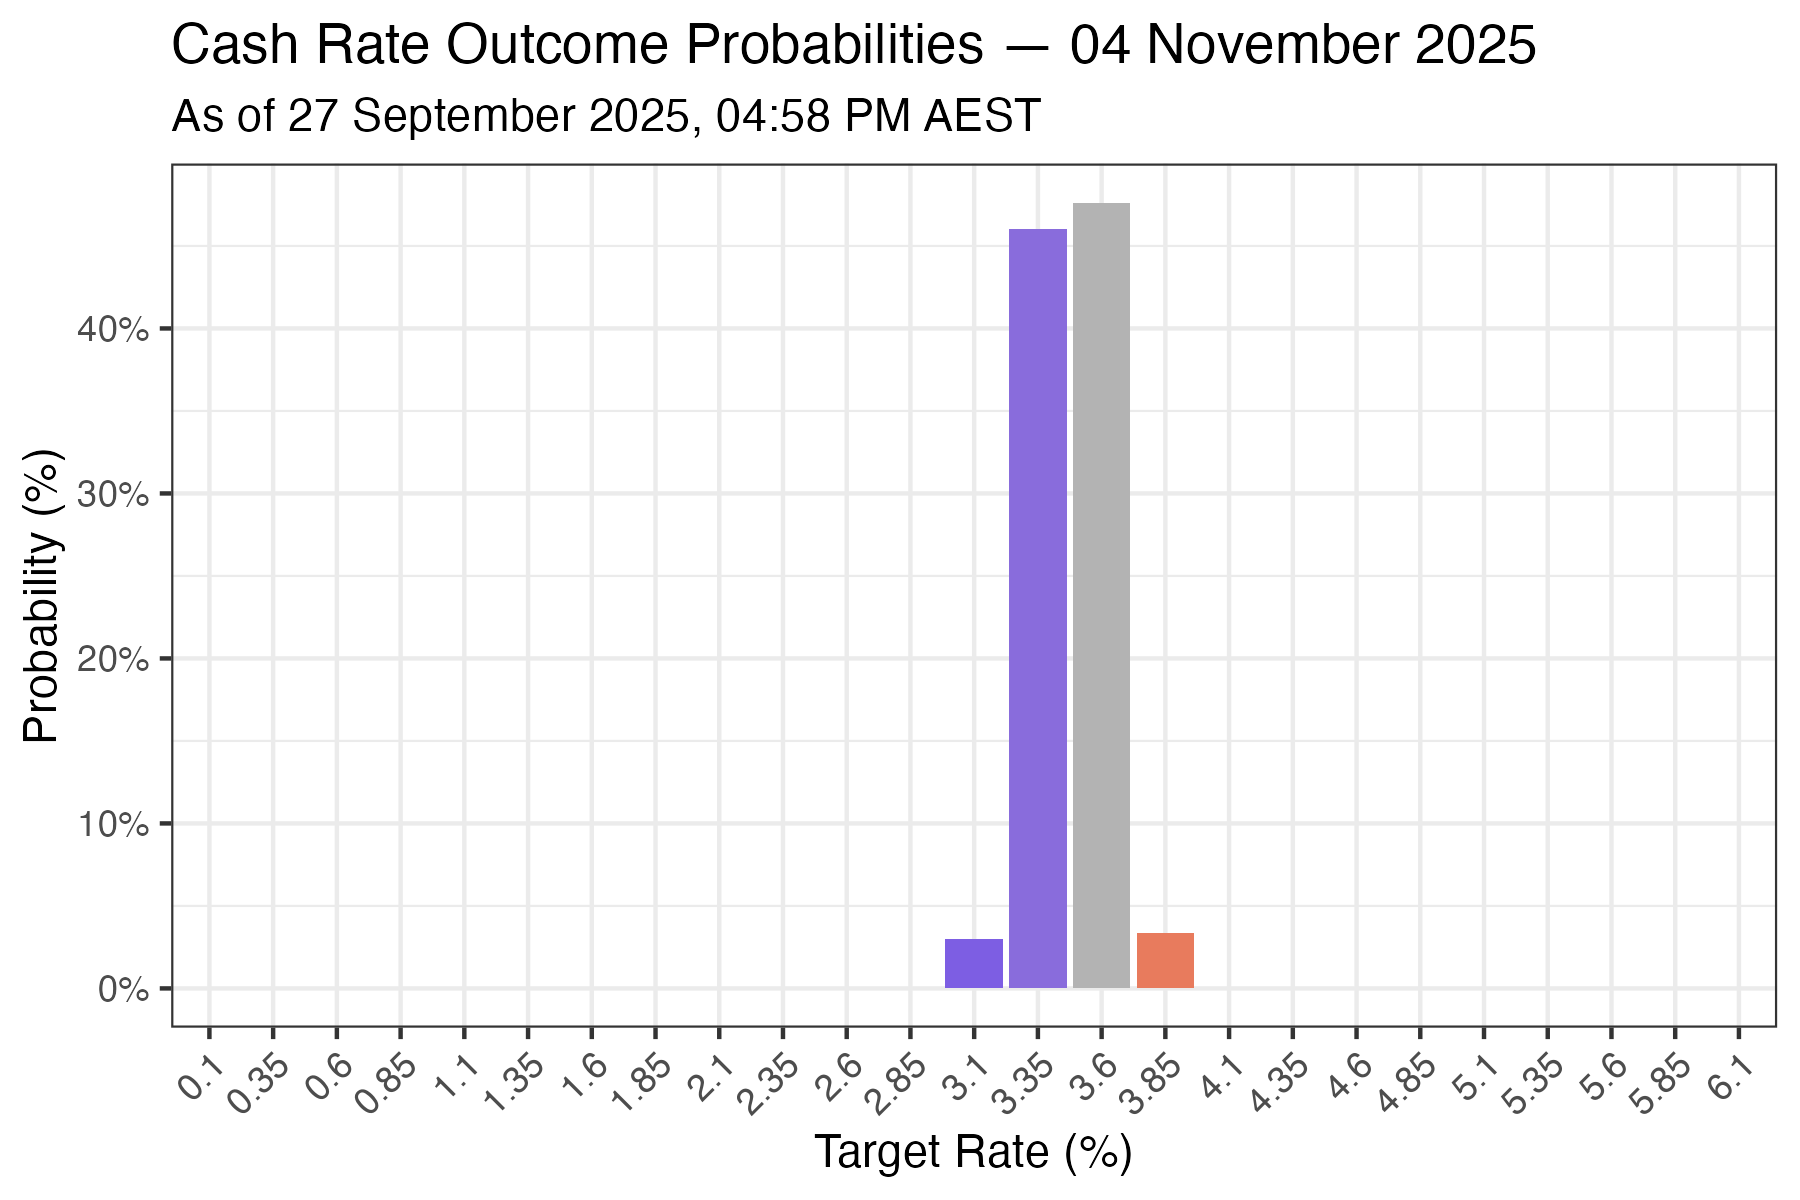 Cash Rate Outcome Probabilities — 04 November 2025
As of 27 September 2025, 04:58 PM AEST
Probability (%)
40%
30%
20%
10%
0%
0.1 0.35 0.6 0.85 1.1 1.35 1.6 1.85 2.1 2.35 2.6 2.85 3.1 3.35 3.6 3.85 4.1 4.35 4.6 4.85 5.1 5.35 5.6 5.85 6.1
Target Rate (%)